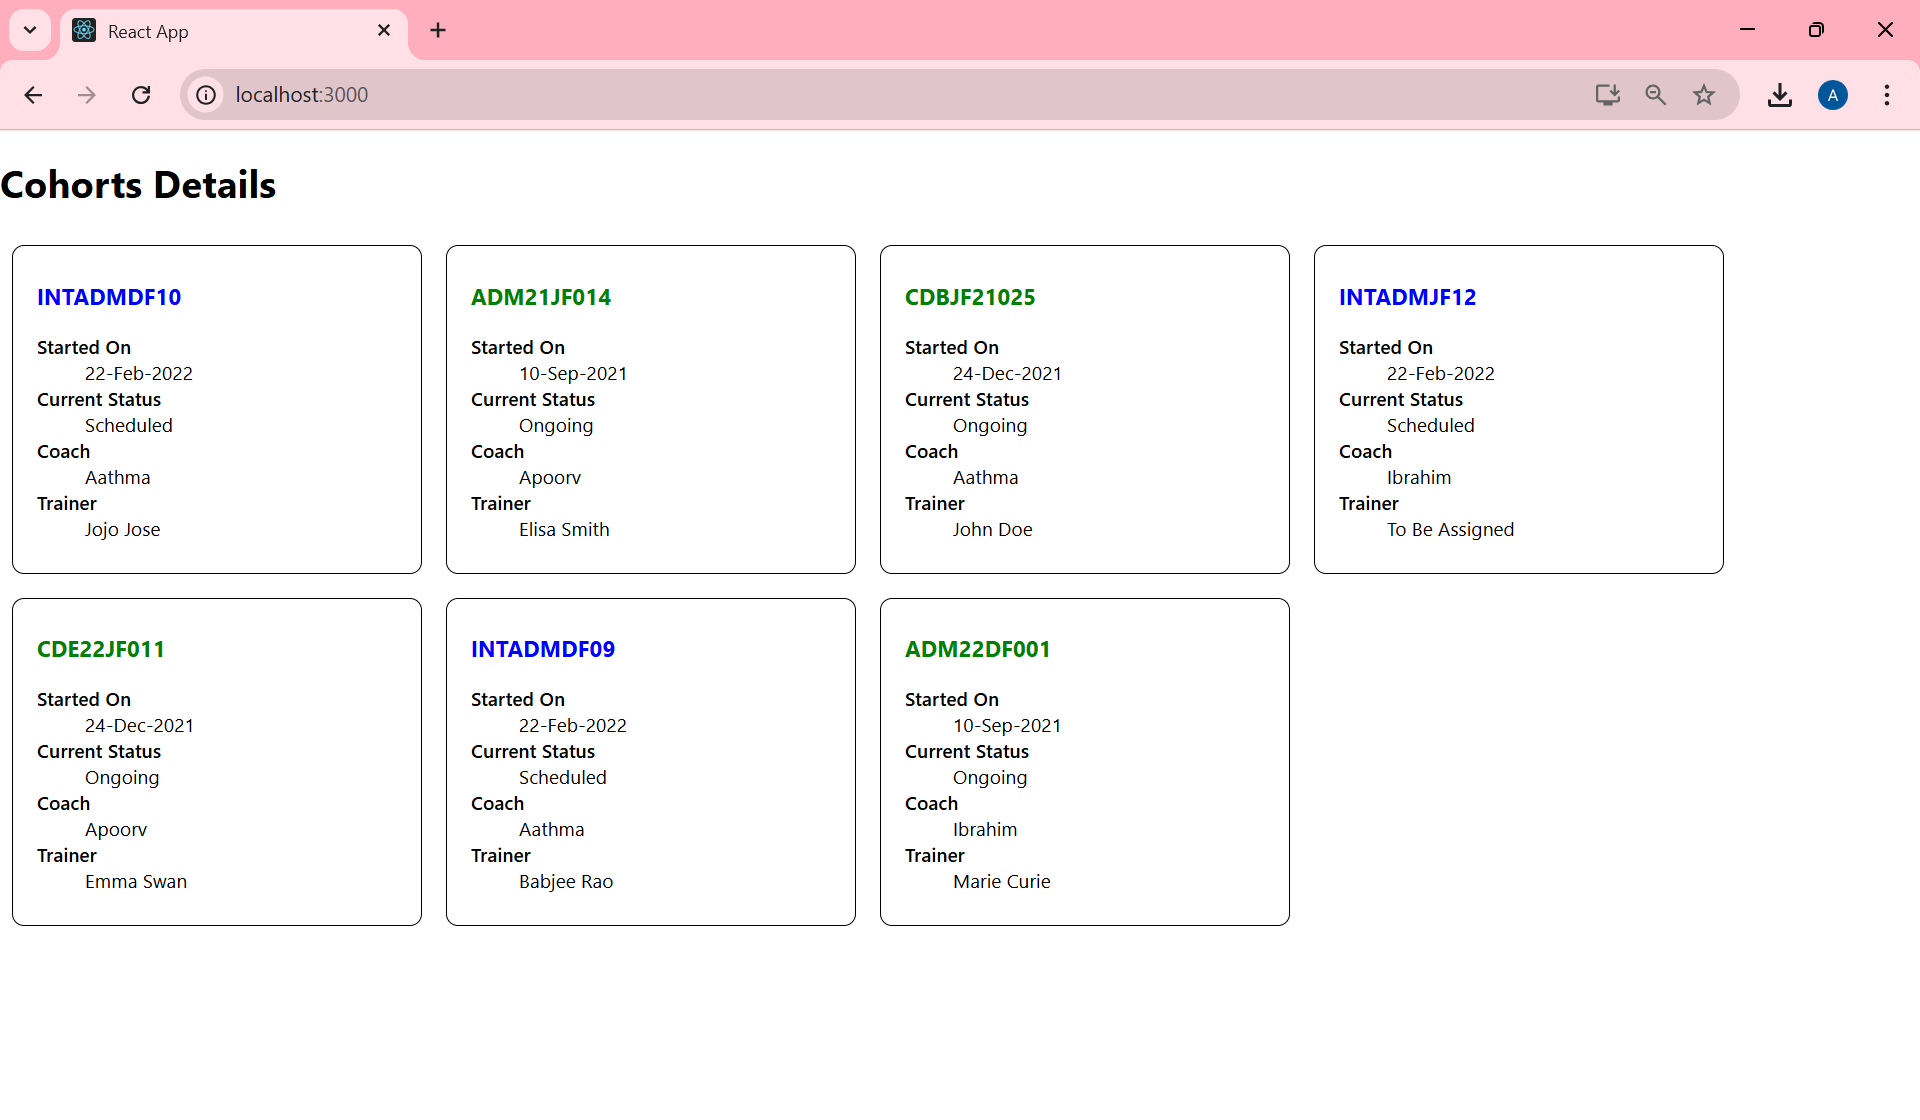 React App
localhost:3000
A
Cohorts Details
INTADMDF10
Started On
22-Feb-2022
Current Status
Scheduled
Coach
Aathma
Trainer
Jojo Jose
ADM21JF014
Started On
10-Sep-2021
Current Status
Ongoing
Coach
Apoorv
Trainer
Elisa Smith
CDBJF21025
Started On
24-Dec-2021
Current Status
Ongoing
Coach
Aathma
Trainer
John Doe
INTADMJF12
Started On
22-Feb-2022
Current Status
Scheduled
Coach
Ibrahim
Trainer
To Be Assigned
CDE22JF011
Started On
24-Dec-2021
Current Status
Ongoing
Coach
Apoorv
Trainer
Emma Swan
INTADMDF09
Started On
22-Feb-2022
Current Status
Scheduled
Coach
Aathma
Trainer
Babjee Rao
ADM22DF001
Started On
10-Sep-2021
Current Status
Ongoing
Coach
Ibrahim
Trainer
Marie Curie